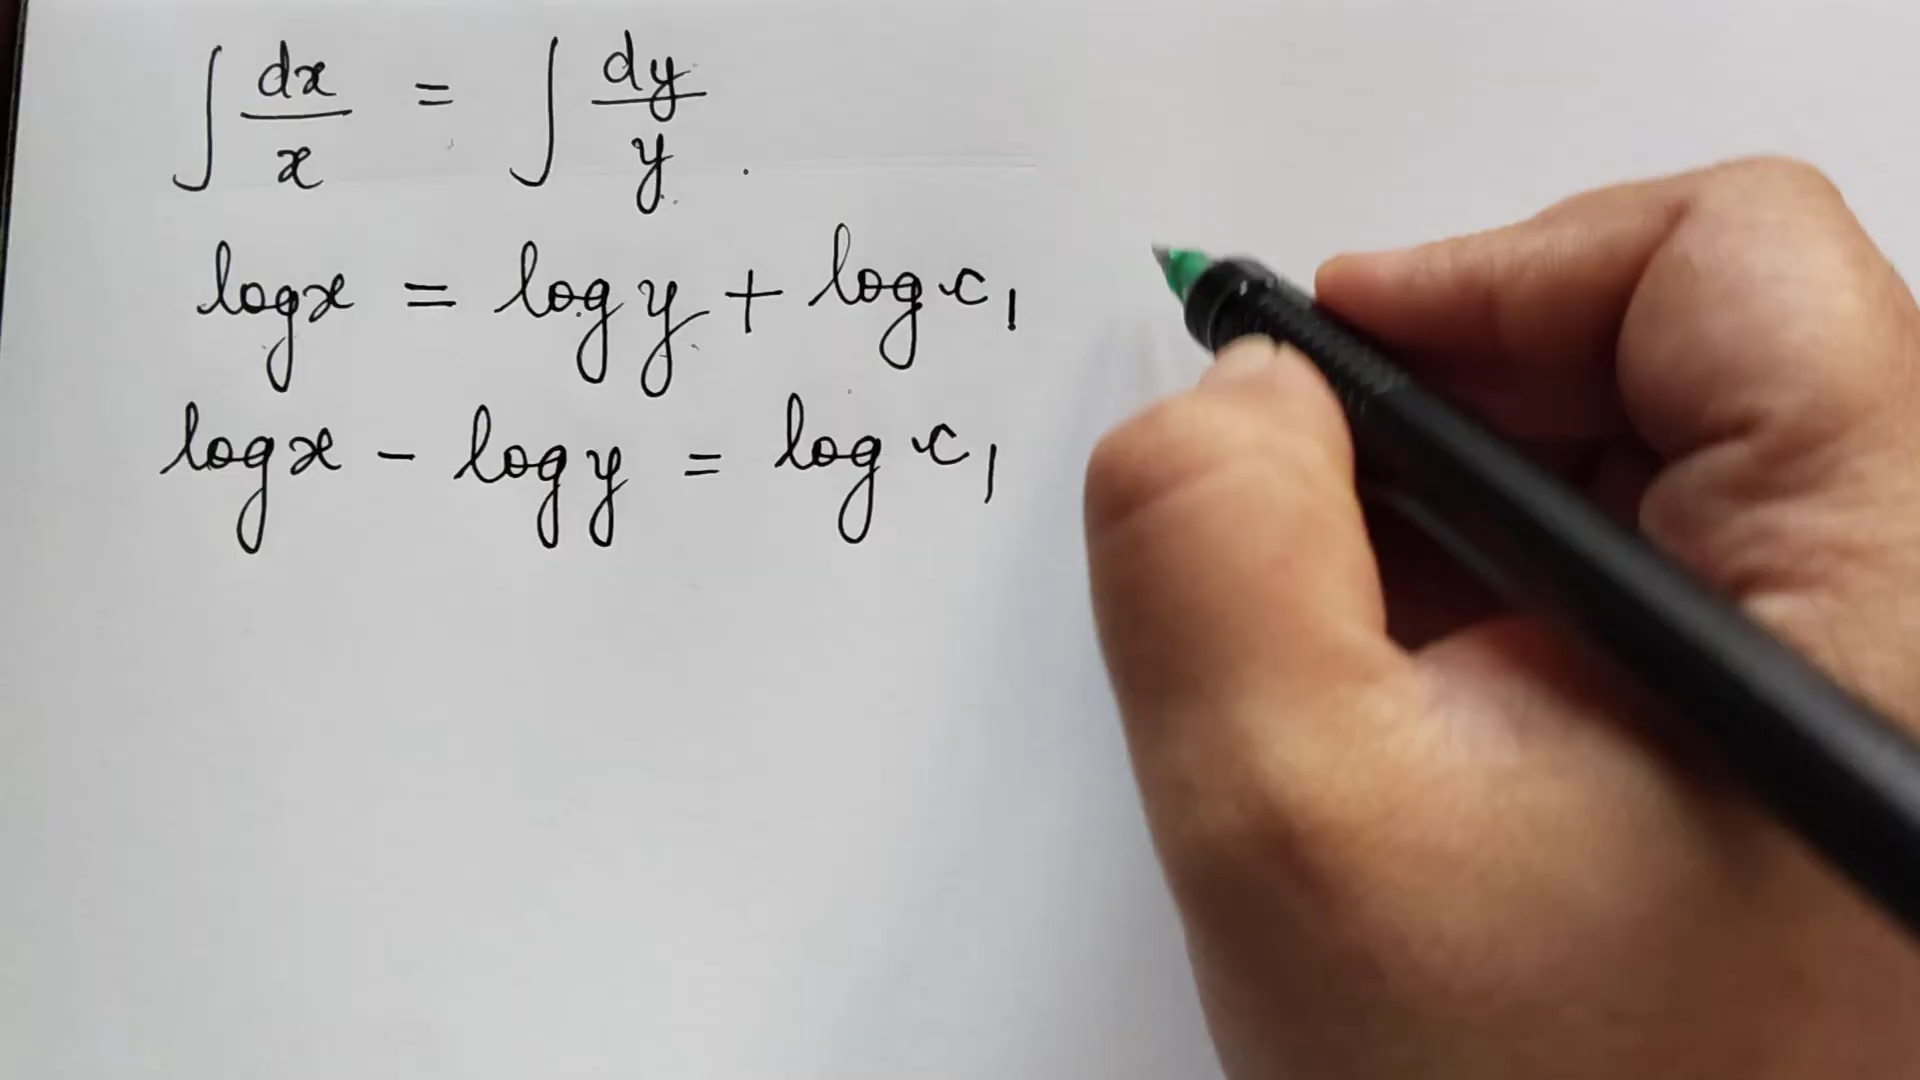 ∫ dx/x = ∫ dy/y .
log x = log y + log c₁
log x - log y = log c₁